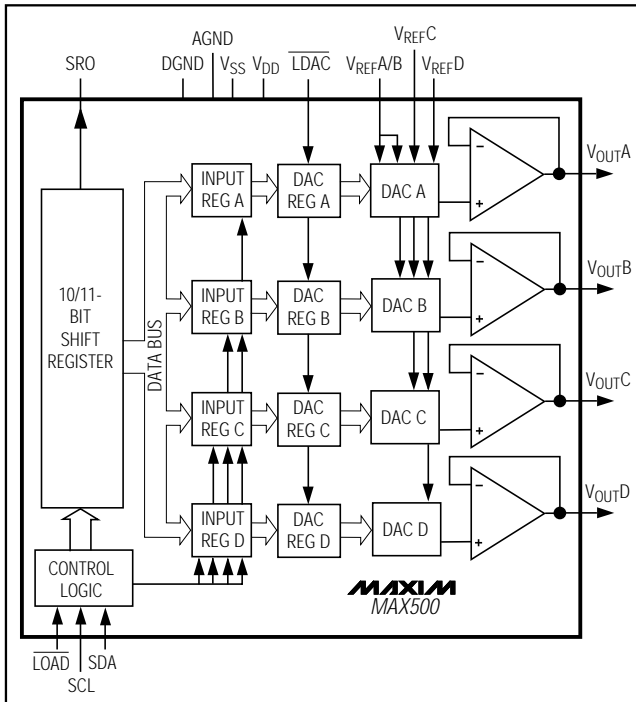 SRO
DGND
AGND
VSS
VDD
LDAC
VREFA/B
VREFC
VREFD
10/11-
BIT
SHIFT
REGISTER
DATA BUS
INPUT
REG A
DAC
REG A
DAC A
VOUTA
INPUT
REG B
DAC
REG B
DAC B
VOUTB
INPUT
REG C
DAC
REG C
DAC C
VOUTC
INPUT
REG D
DAC
REG D
DAC D
VOUTD
−
+
−
+
−
+
−
+
CONTROL
LOGIC
MAXIM
MAX500
LOAD
SCL
SDA